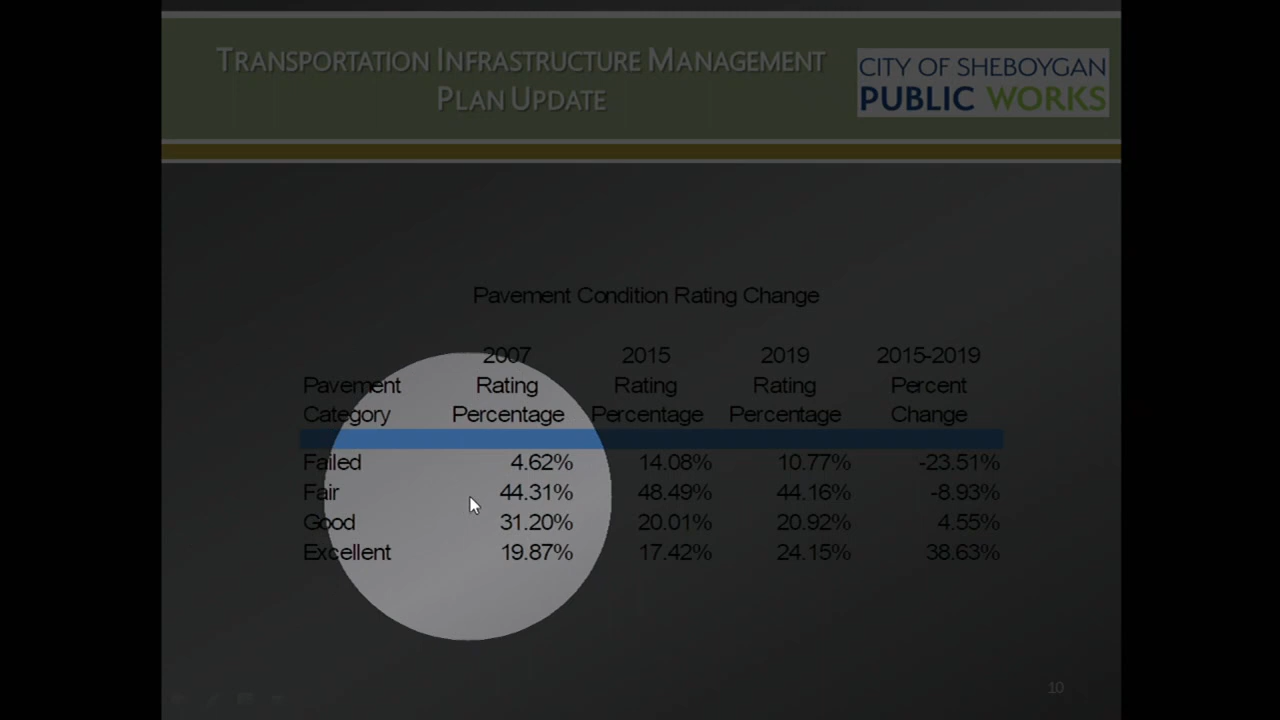 TRANSPORTATION INFRASTRUCTURE MANAGEMENT
PLAN UPDATE
CITY OF SHEBOYGAN
PUBLIC WORKS
Pavement Condition Rating Change
2007 2015 2019 2015-2019
Pavement Rating Rating Rating Percent
Category Percentage Percentage Percentage Change
Failed 4.62% 14.08% 10.77% -23.51%
Fair 44.31% 48.49% 44.16% -8.93%
Good 31.20% 20.01% 20.92% 4.55%
Excellent 19.87% 17.42% 24.15% 38.63%
10